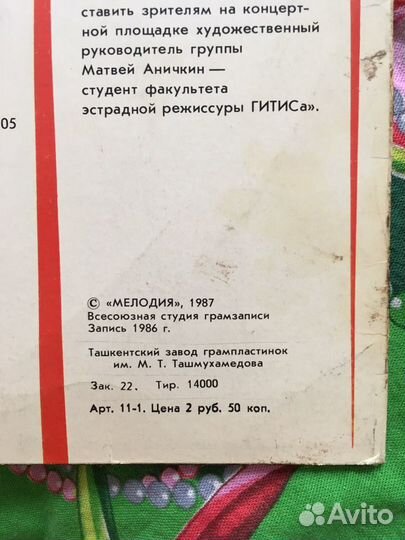 ставить зрителям на концерт-
ной площадке художественный
руководитель группы
Матвей Аничкин —
студент факультета
эстрадной режиссуры ГИТИСа».
05
© «МЕЛОДИЯ», 1987
Всесоюзная студия грамзаписи
Запись 1986 г.
Ташкентский завод грампластинок
им. М. Т. Ташмухамедова
Зак. 22. Тир. 14000
Арт. 11-1. Цена 2 руб. 50 коп.
Avito